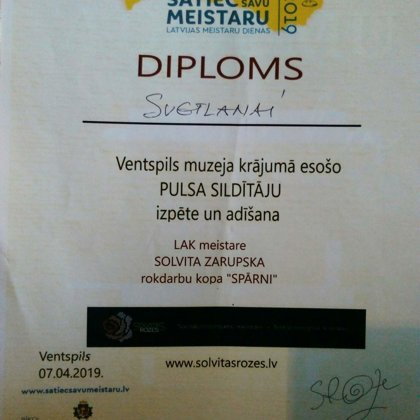 SATIEC SAVU
MEISTARU 2019
LATVIJAS MEISTARU DIENAS
DIPLOMS
Svetlanai
Ventspils muzeja krājumā esošo
PULSA SILDĪTĀJU
izpēte un adīšana
LAK meistare
SOLVITA ZARUPSKA
rokdarbu kopa "SPĀRNI"
ROZES
Ventspils
07.04.2019.
www.solvitasrozes.lv
www.satiecsavumeistaru.lv